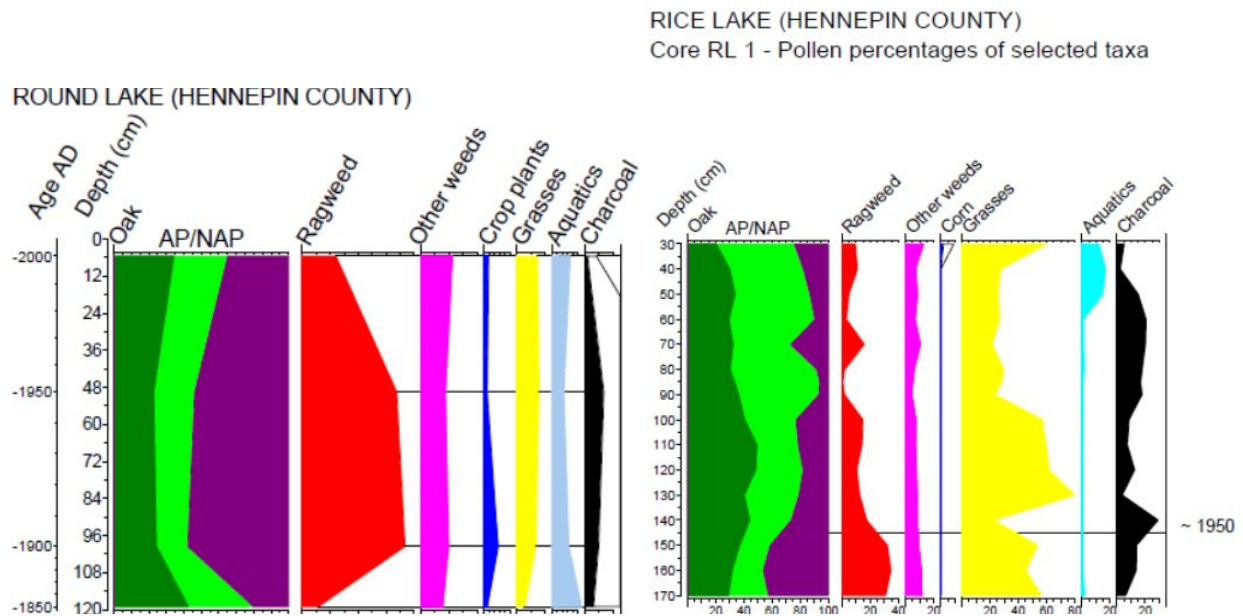 RICE LAKE (HENNEPIN COUNTY)
Core RL 1 - Pollen percentages of selected taxa
ROUND LAKE (HENNEPIN COUNTY)
Age AD
Depth (cm)
Oak
AP/NAP
Ragweed
Other weeds
Crop plants
Grasses
Aquatics
Charcoal
-2000
-1950
-1900
-1850
0
12
24
36
48
60
72
84
96
108
120
Depth (cm)
Oak
AP/NAP
Ragweed
Other weeds
Corn
Grasses
Aquatics
Charcoal
30
40
50
60
70
80
90
100
110
120
130
140
150
160
170
~ 1950
20 40 60 80 100 20 20 20 20 40 60 80 20 20